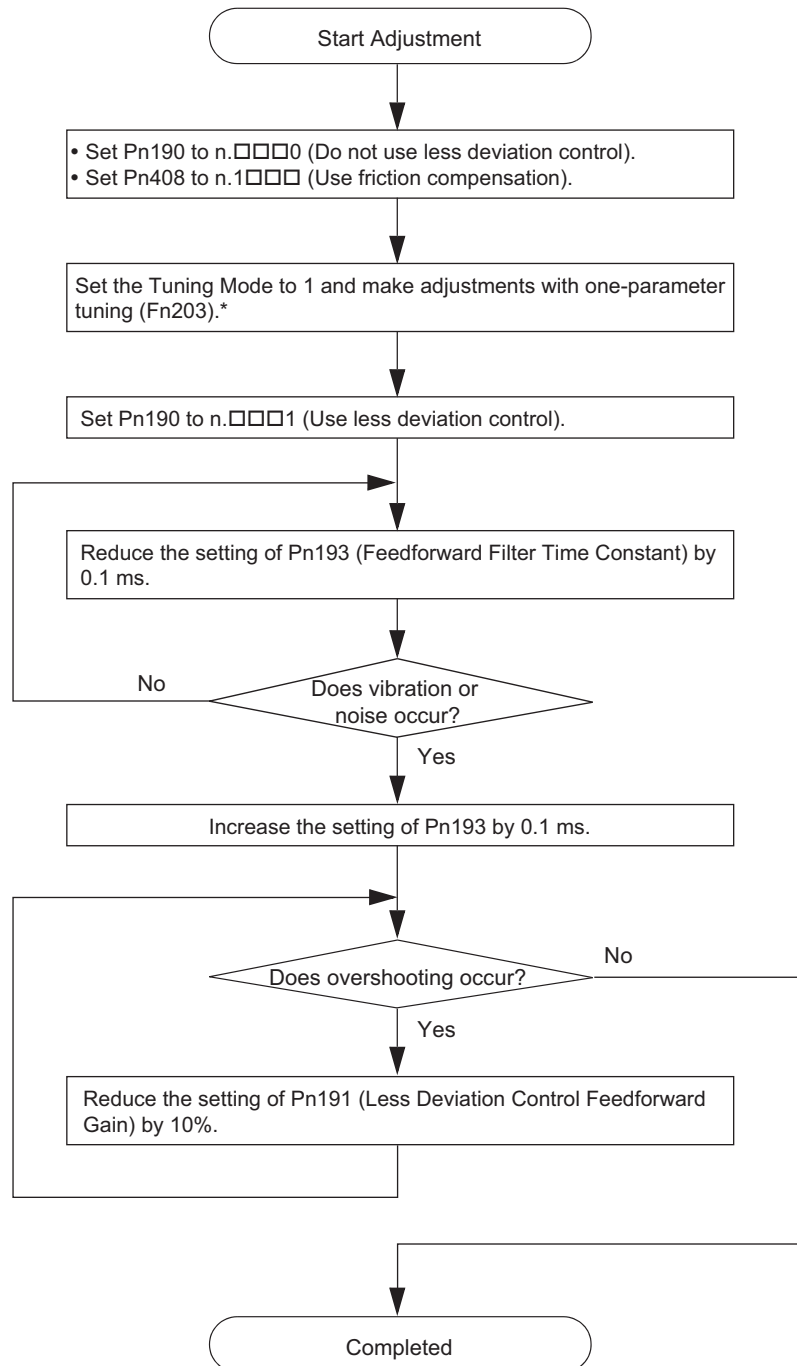 Start Adjustment
• Set Pn190 to n.□□□0 (Do not use less deviation control).
• Set Pn408 to n.1□□□ (Use friction compensation).
Set the Tuning Mode to 1 and make adjustments with one-parameter
tuning (Fn203).*
Set Pn190 to n.□□□1 (Use less deviation control).
Reduce the setting of Pn193 (Feedforward Filter Time Constant) by
0.1 ms.
No
Does vibration or
noise occur?
Yes
Increase the setting of Pn193 by 0.1 ms.
No
Does overshooting occur?
Yes
Reduce the setting of Pn191 (Less Deviation Control Feedforward
Gain) by 10%.
Completed